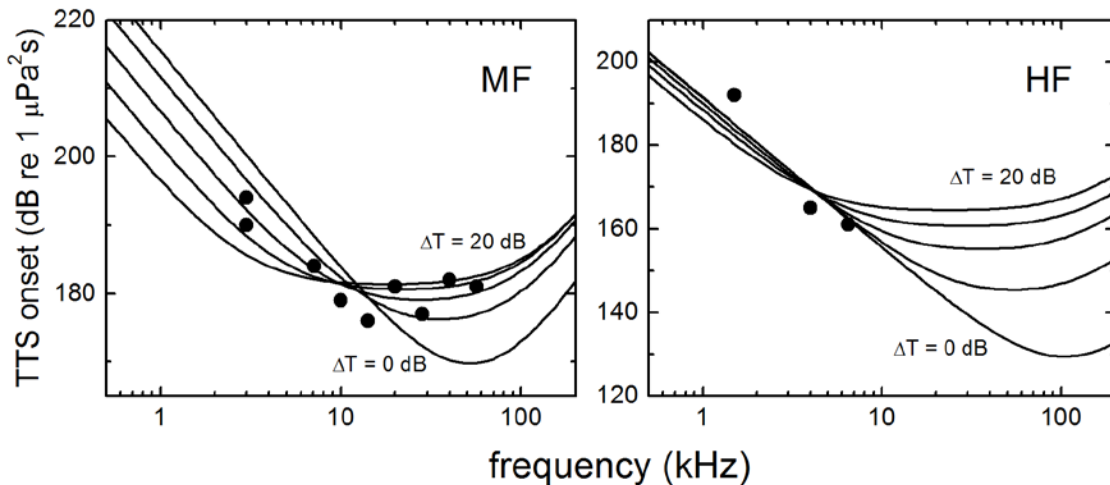 220
200
180
TTS onset (dB re 1 μPa²s)
MF
ΔT = 20 dB
ΔT = 0 dB
1
10
100
200
180
160
140
120
HF
ΔT = 20 dB
ΔT = 0 dB
1
10
100
frequency (kHz)